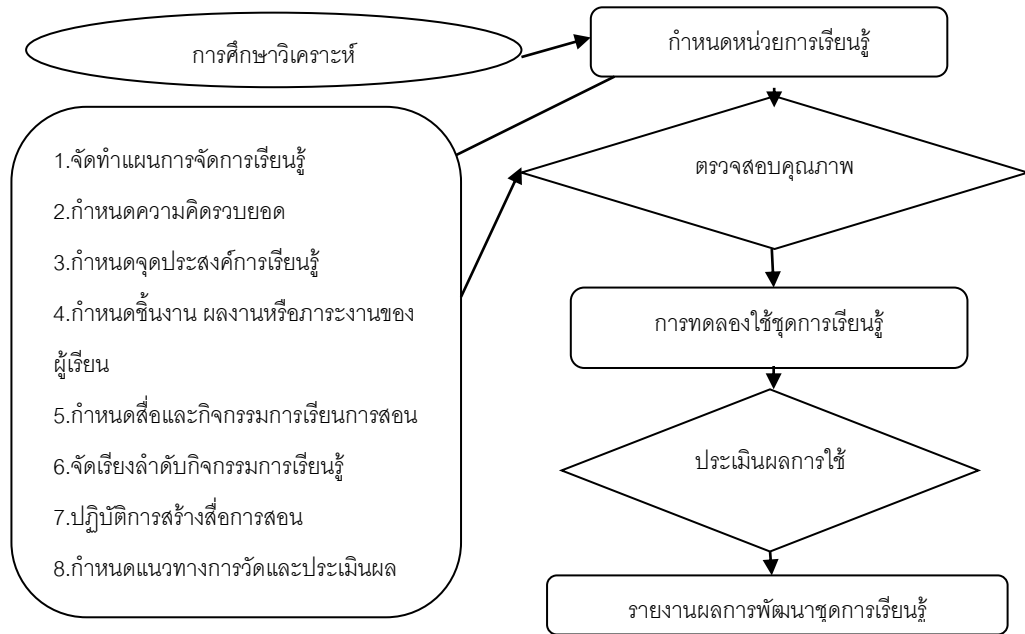 การศึกษาวิเคราะห์
กำหนดหน่วยการเรียนรู้
1.จัดทำแผนการจัดการเรียนรู้
2.กำหนดความคิดรวบยอด
3.กำหนดจุดประสงค์การเรียนรู้
4.กำหนดชิ้นงาน ผลงานหรือภาระงานของ
ผู้เรียน
5.กำหนดสื่อและกิจกรรมการเรียนการสอน
6.จัดเรียงลำดับกิจกรรมการเรียนรู้
7.ปฏิบัติการสร้างสื่อการสอน
8.กำหนดแนวทางการวัดและประเมินผล
ตรวจสอบคุณภาพ
การทดลองใช้ชุดการเรียนรู้
ประเมินผลการใช้
รายงานผลการพัฒนาชุดการเรียนรู้